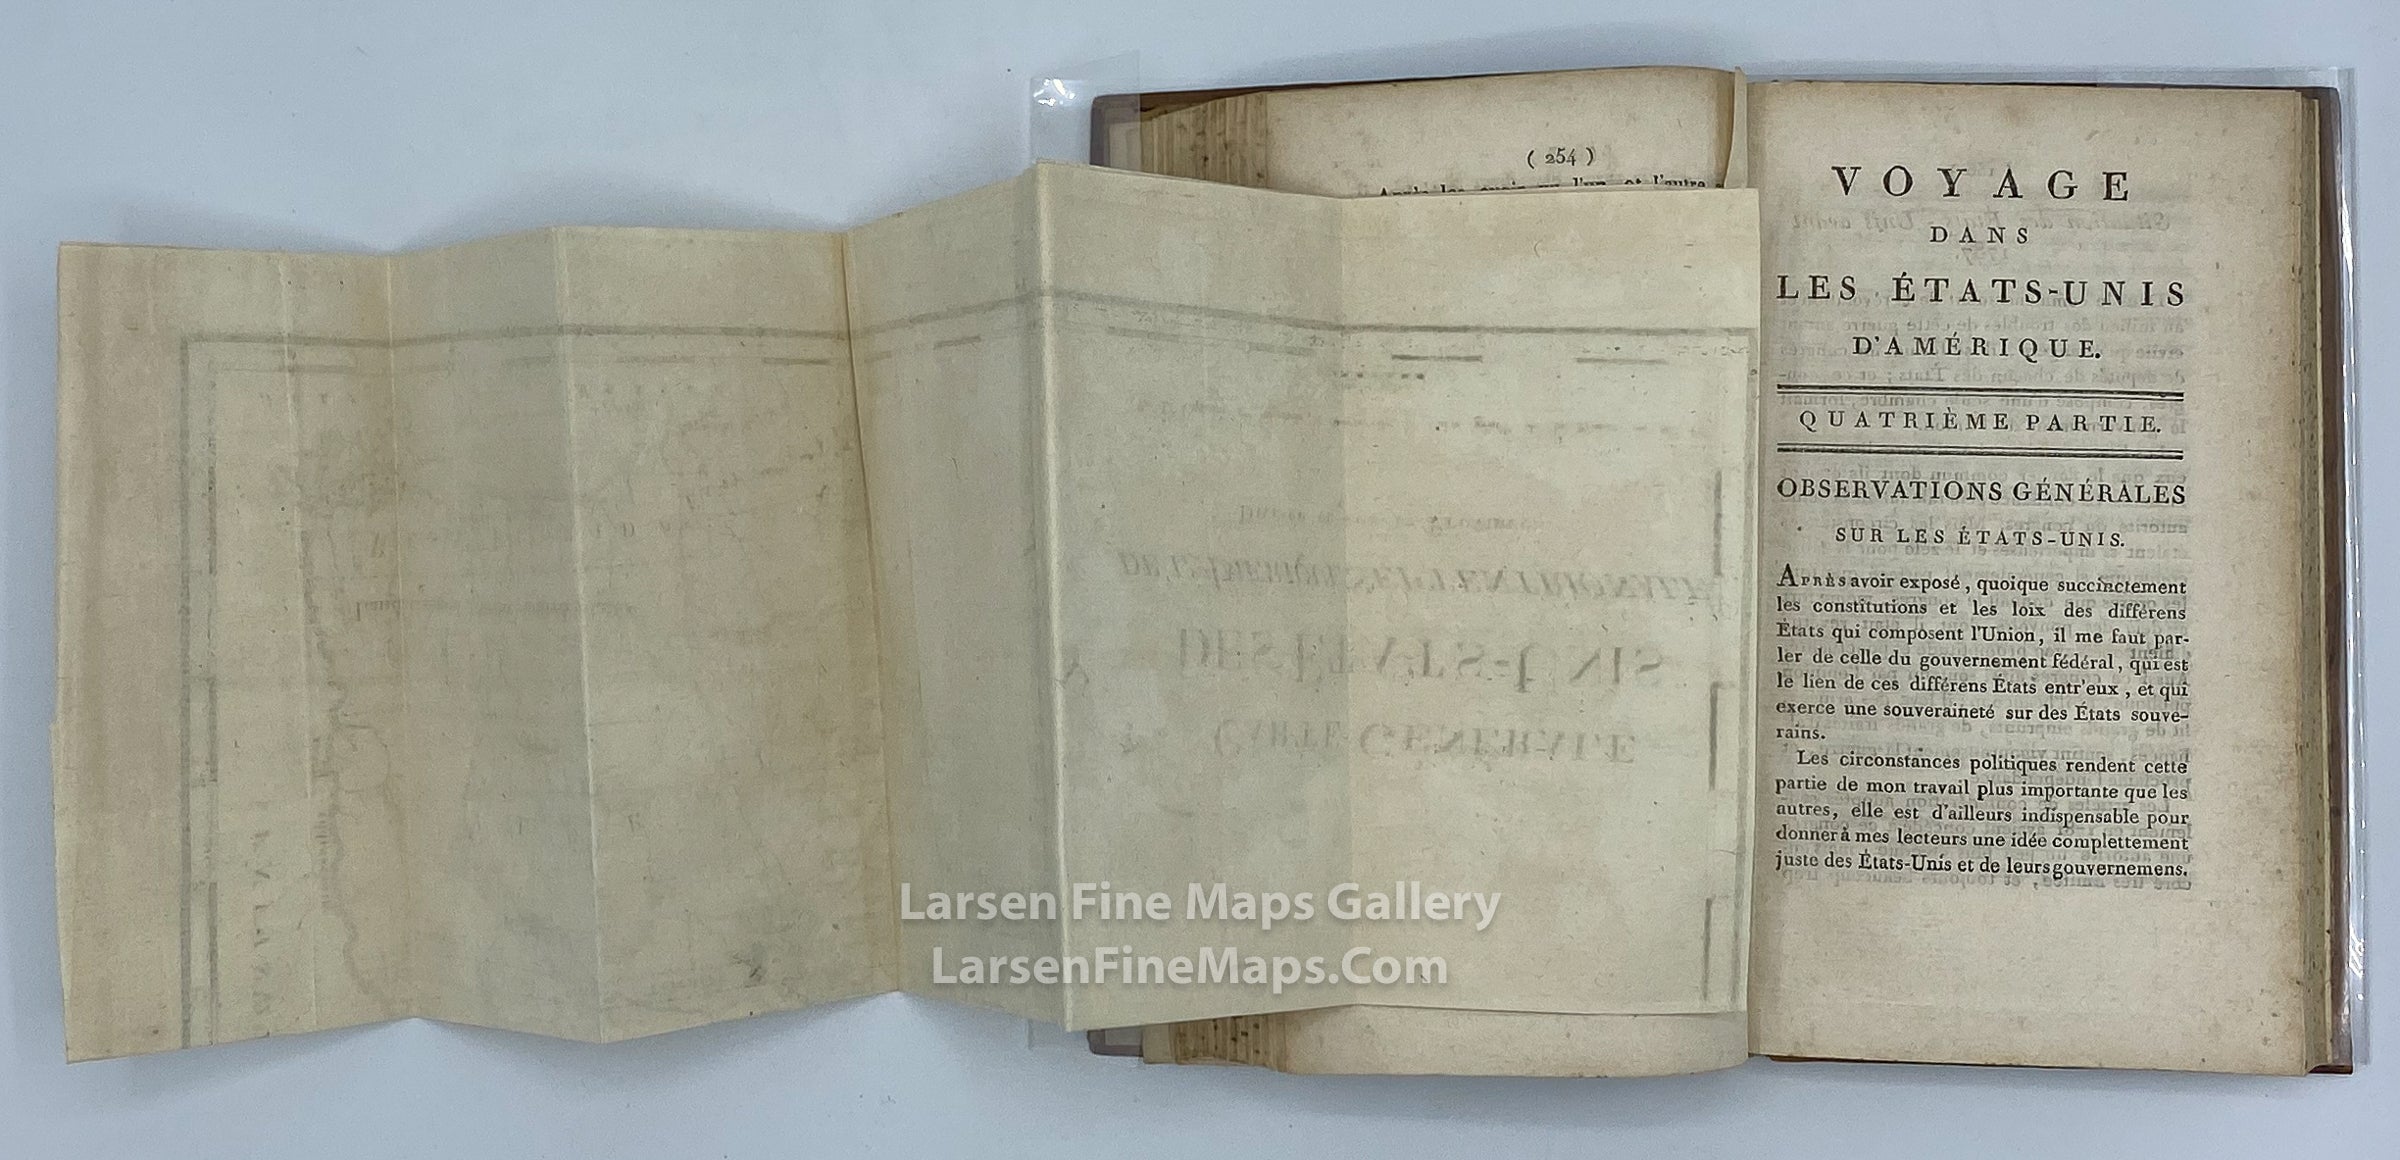 ( 254 )
VOYAGE
DANS
LES ÉTATS-UNIS
D'AMÉRIQUE.
QUATRIÈME PARTIE.
OBSERVATIONS GÉNÉRALES
SUR LES ÉTATS-UNIS.
APRÈS avoir exposé, quoique succinctement
les constitutions et les loix des différens
États qui composent l'Union, il me faut par-
ler de celle du gouvernement fédéral, qui est
le lien de ces différens États entr'eux, et qui
exerce une souveraineté sur des États souve-
rains.
Les circonstances politiques rendent cette
partie de mon travail plus importante que les
autres, elle est d'ailleurs indispensable pour
donner à mes lecteurs une idée complettement
juste des États-Unis et de leurs gouvernemens.
CARTE GENERALE
DES ETATS-UNIS
Larsen Fine Maps Gallery
LarsenFineMaps.Com